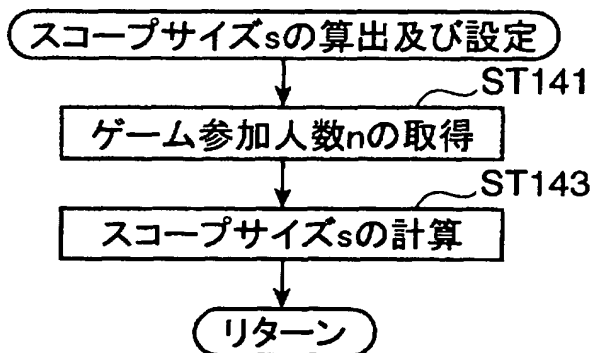 スコープサイズsの算出及び設定
ST141
ゲーム参加人数nの取得
ST143
スコープサイズsの計算
リターン